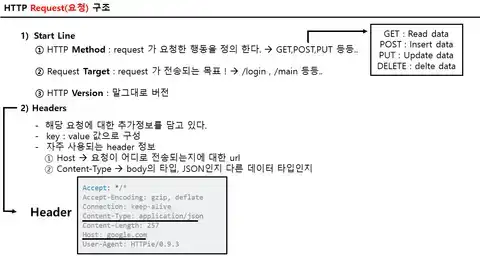 HTTP Request(요청) 구조
1) Start Line
① HTTP Method : request 가 요청한 행동을 정의 한다. → GET,POST,PUT 등등..
GET : Read data
POST : Insert data
PUT : Update data
DELETE : delte data
② Request Target : request 가 전송되는 목표 ! → /login , /main 등등..
③ HTTP Version : 말그대로 버전
2) Headers
- 해당 요청에 대한 추가정보를 담고 있다.
- key : value 값으로 구성
- 자주 사용되는 header 정보
① Host → 요청이 어디로 전송되는지에 대한 url
② Content-Type → body의 타입, JSON인지 다른 데이터 타입인지
Header
Accept: */*
Accept-Encoding: gzip, deflate
Connection: keep-alive
Content-Type: application/json
Content-Length: 257
Host: google.com
User-Agent: HTTPie/0.9.3